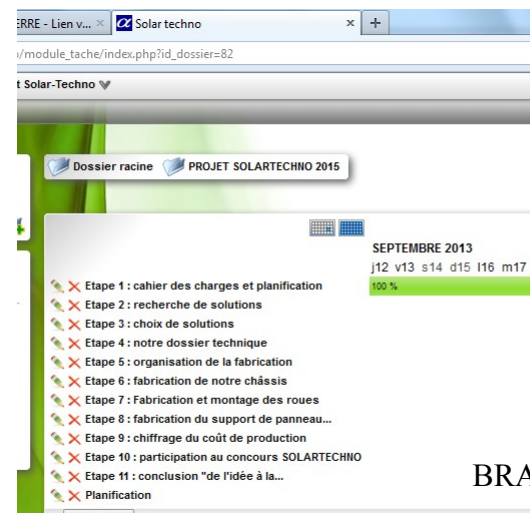 ERRE - Lien v... × Solar techno × +
/module_tache/index.php?id_dossier=82
t Solar-Techno
Dossier racine PROJET SOLARTECHNO 2015
SEPTEMBRE 2013
j12 v13 s14 d15 l16 m17
100 %
Etape 1 : cahier des charges et planification
Etape 2 : recherche de solutions
Etape 3 : choix de solutions
Etape 4 : notre dossier technique
Etape 5 : organisation de la fabrication
Etape 6 : fabrication de notre châssis
Etape 7 : Fabrication et montage des roues
Etape 8 : fabrication du support de panneau...
Etape 9 : chiffrage du coût de production
Etape 10 : participation au concours SOLARTECHNO
Etape 11 : conclusion "de l'idée à la...
Planification
BRA